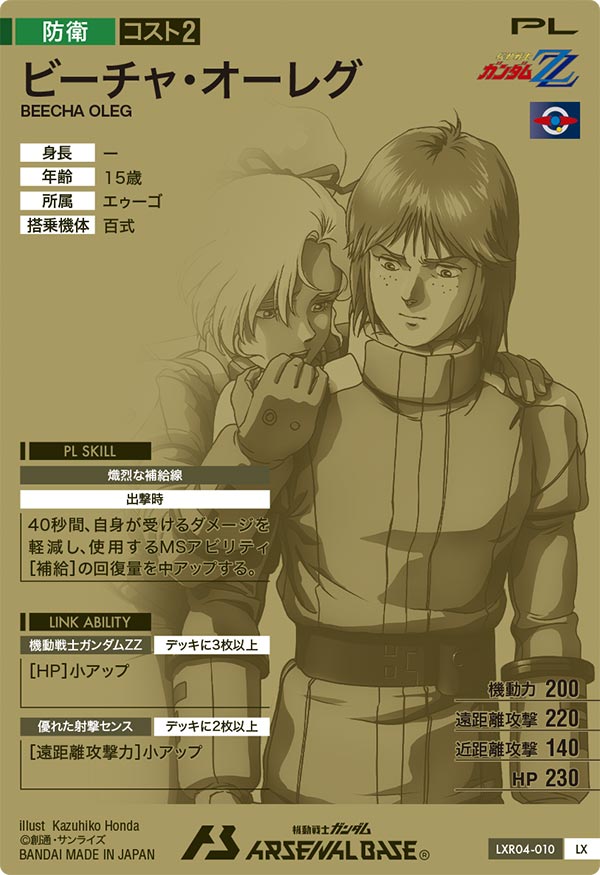 防衛 コスト2 PL
ビーチャ・オーレグ
BEECHA OLEG
機動戦士 ガンダムZZ
身長 ー
年齢 15歳
所属 エゥーゴ
搭乗機体 百式
PL SKILL
熾烈な補給線
出撃時
40秒間、自身が受けるダメージを
軽減し、使用するMSアビリティ
[補給]の回復量を中アップする。
LINK ABILITY
機動戦士ガンダムZZ デッキに3枚以上
[HP]小アップ
優れた射撃センス デッキに2枚以上
[遠距離攻撃力]小アップ
機動力 200
遠距離攻撃 220
近距離攻撃 140
HP 230
illust Kazuhiko Honda
©創通・サンライズ
BANDAI MADE IN JAPAN
機動戦士ガンダム
ARSENAL BASE®
LXR04-010 LX